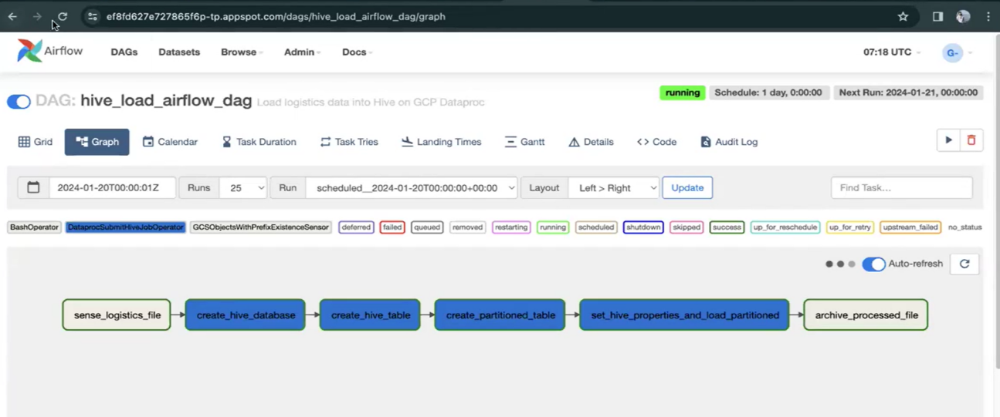 ef8fd627e727865f6p-tp.appspot.com/dags/hive_load_airflow_dag/graph
Airflow DAGs Datasets Browse Admin Docs 07:18 UTC G-
DAG: hive_load_airflow_dag Load logistics data into Hive on GCP Dataproc running Schedule: 1 day, 0:00:00 Next Run: 2024-01-21, 00:00:00
Grid Graph Calendar Task Duration Task Tries Landing Times Gantt Details <> Code Audit Log
2024-01-20T00:00:01Z Runs 25 Run scheduled__2024-01-20T00:00:00+00:00 Layout Left > Right Update Find Task...
BashOperator DataprocSubmitHiveJobOperator GCSObjectsWithPrefixExistenceSensor deferred failed queued removed restarting running scheduled shutdown skipped success up_for_reschedule up_for_retry upstream_failed no_status
Auto-refresh
sense_logistics_file create_hive_database create_hive_table create_partitioned_table set_hive_properties_and_load_partitioned archive_processed_file